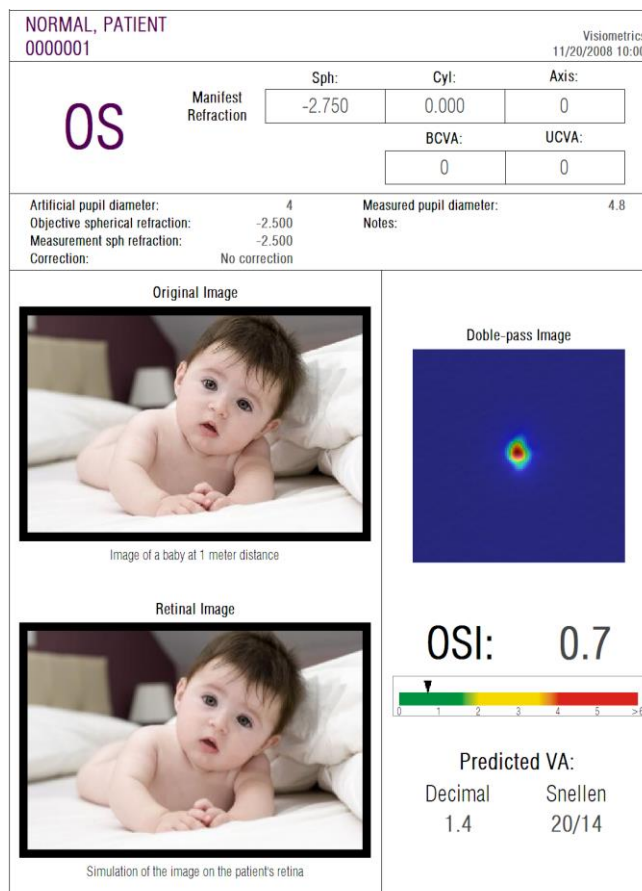 NORMAL, PATIENT
0000001
Visiometrics
11/20/2008 10:00
OS
Manifest Refraction
Sph: Cyl: Axis:
-2.750 0.000 0
BCVA: UCVA:
0 0
Artificial pupil diameter: 4
Objective spherical refraction: -2.500
Measurement sph refraction: -2.500
Correction: No correction
Measured pupil diameter: 4.8
Notes:
Original Image
Image of a baby at 1 meter distance
Retinal Image
Simulation of the image on the patient's retina
Doble-pass Image
OSI: 0.7
0 1 2 3 4 5 >6
Predicted VA:
Decimal Snellen
1.4 20/14